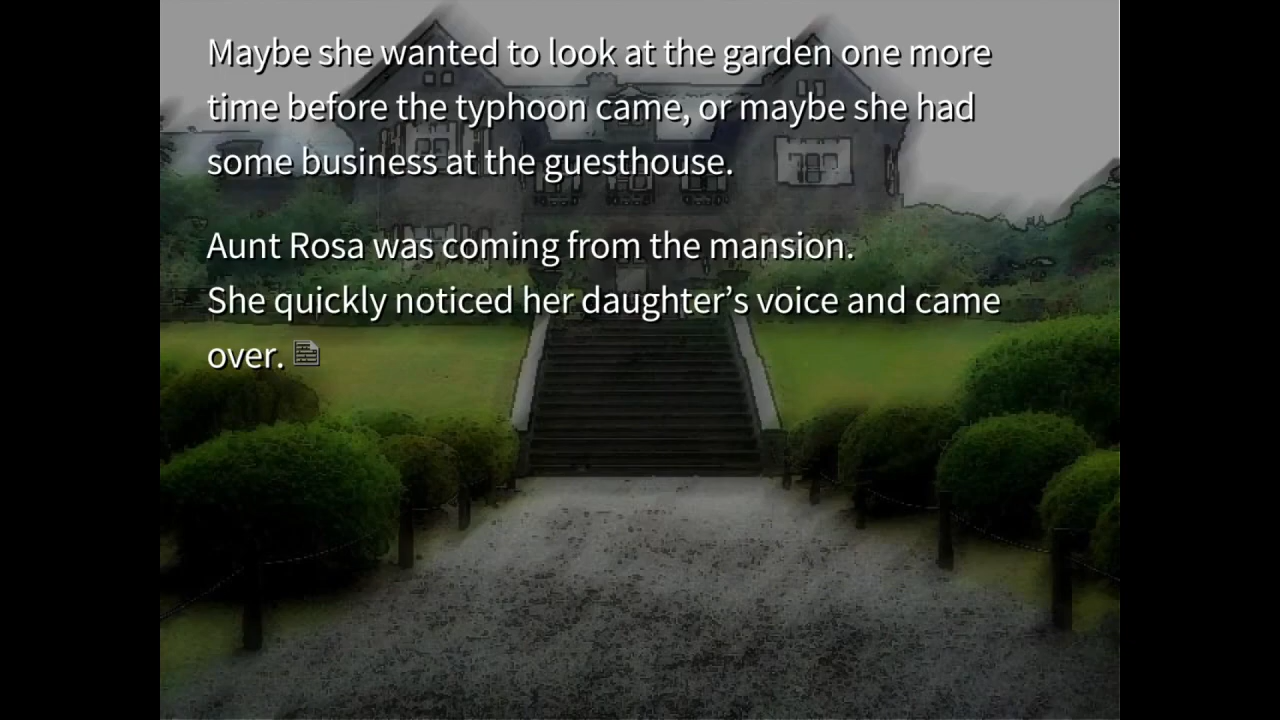 Maybe she wanted to look at the garden one more
time before the typhoon came, or maybe she had
some business at the guesthouse.
Aunt Rosa was coming from the mansion.
She quickly noticed her daughter’s voice and came
over.